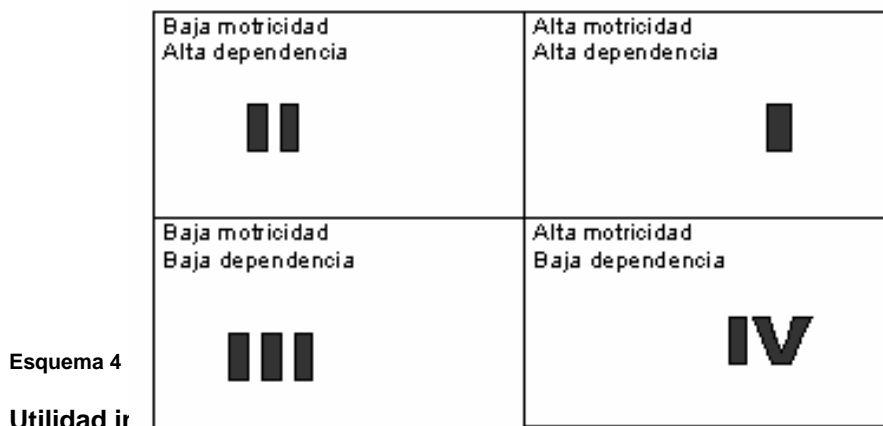 Baja motricidad
Alta dependencia
II
Alta motricidad
Alta dependencia
I
Baja motricidad
Baja dependencia
III
Alta motricidad
Baja dependencia
IV
Esquema 4
Utilidad